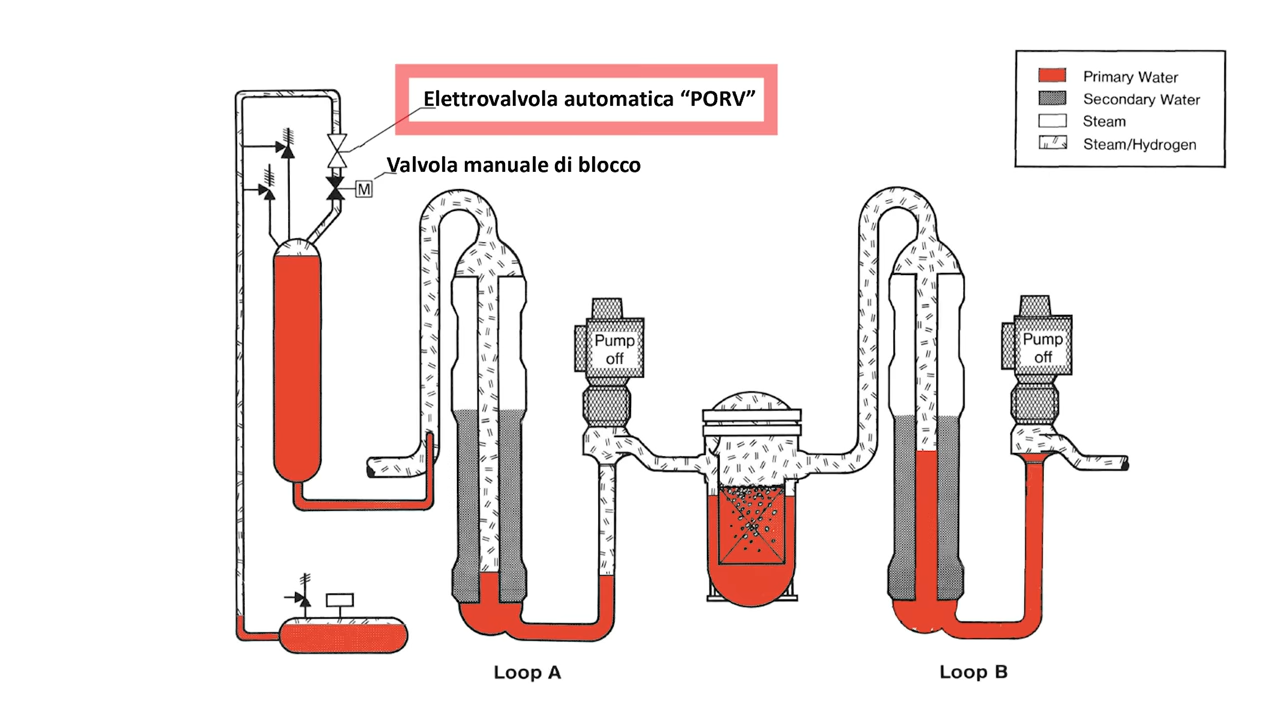 Elettrovalvola automatica “PORV”
Valvola manuale di blocco
M
Primary Water
Secondary Water
Steam
Steam/Hydrogen
Pump
off
Pump
off
Loop A
Loop B